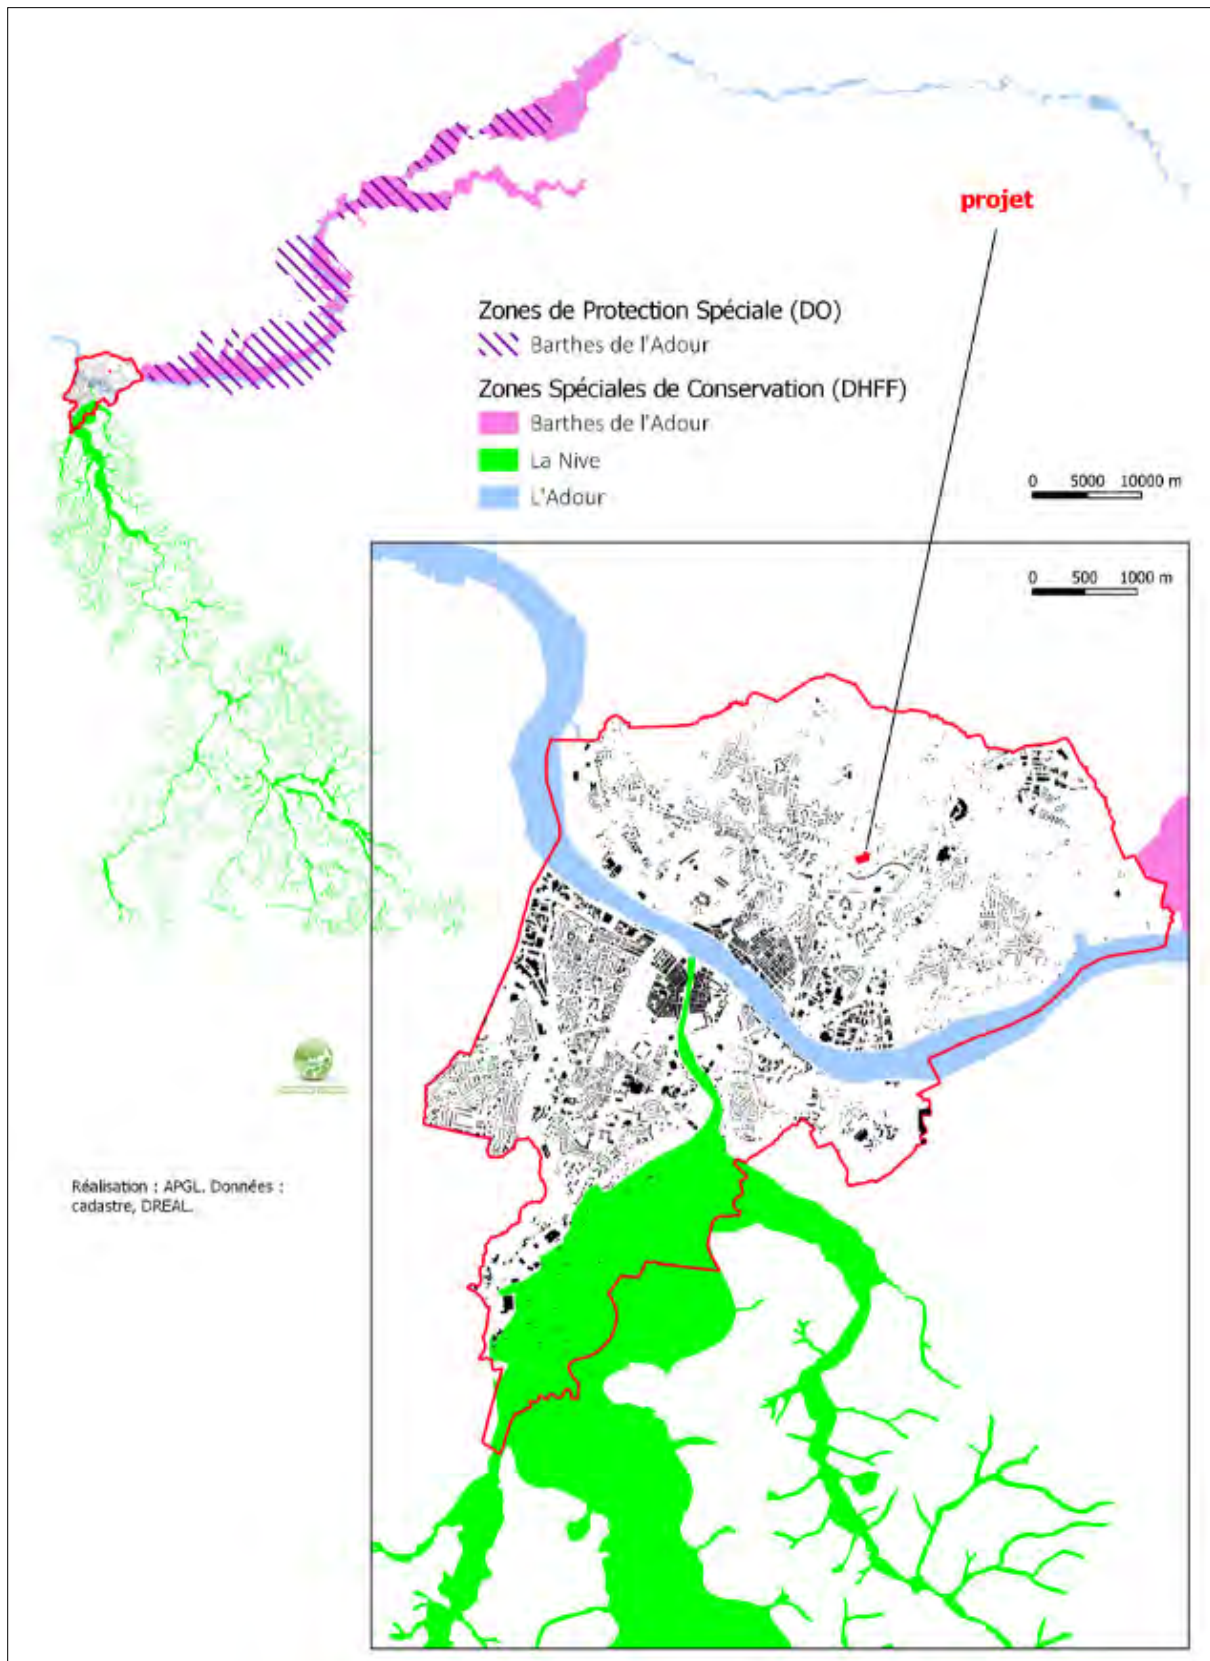 projet
Zones de Protection Spéciale (DO)
Barthes de l'Adour
Zones Spéciales de Conservation (DHFF)
Barthes de l'Adour
La Nive
L'Adour
0 5000 10000 m
0 500 1000 m
Réalisation : APGL. Données :
cadastre, DREAL.